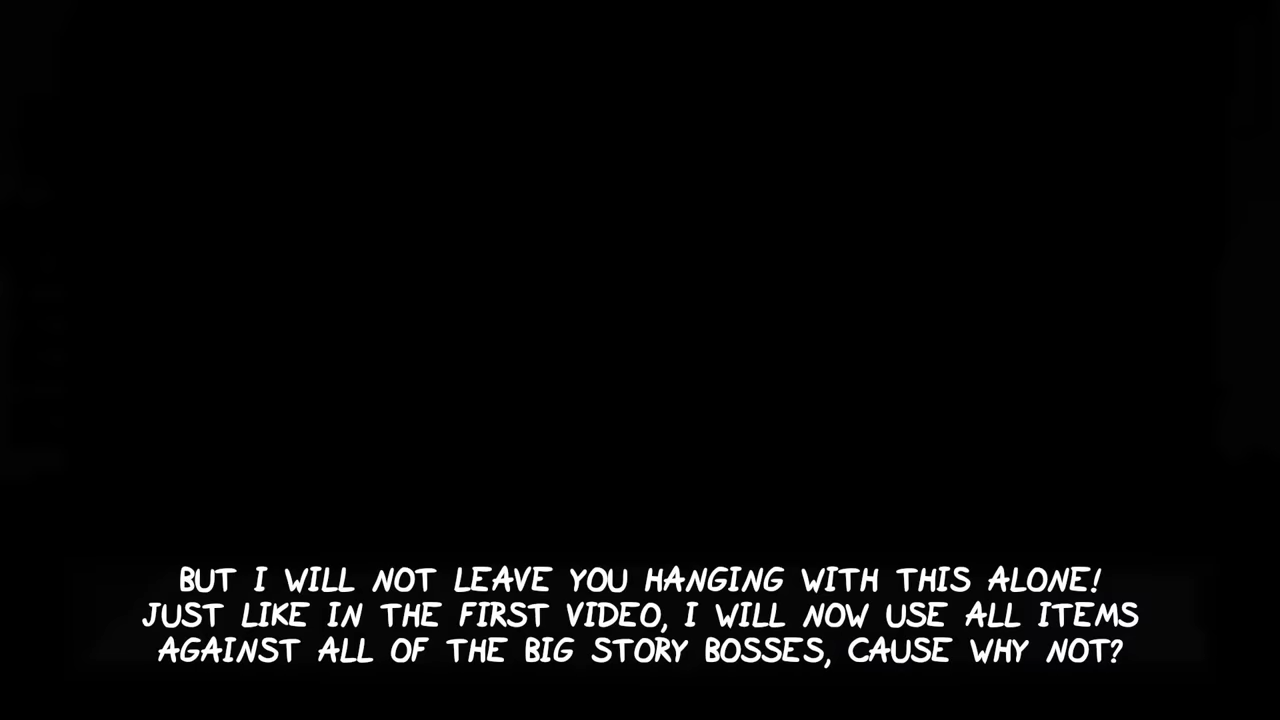 BUT I WILL NOT LEAVE YOU HANGING WITH THIS ALONE!
JUST LIKE IN THE FIRST VIDEO, I WILL NOW USE ALL ITEMS
AGAINST ALL OF THE BIG STORY BOSSES, CAUSE WHY NOT?